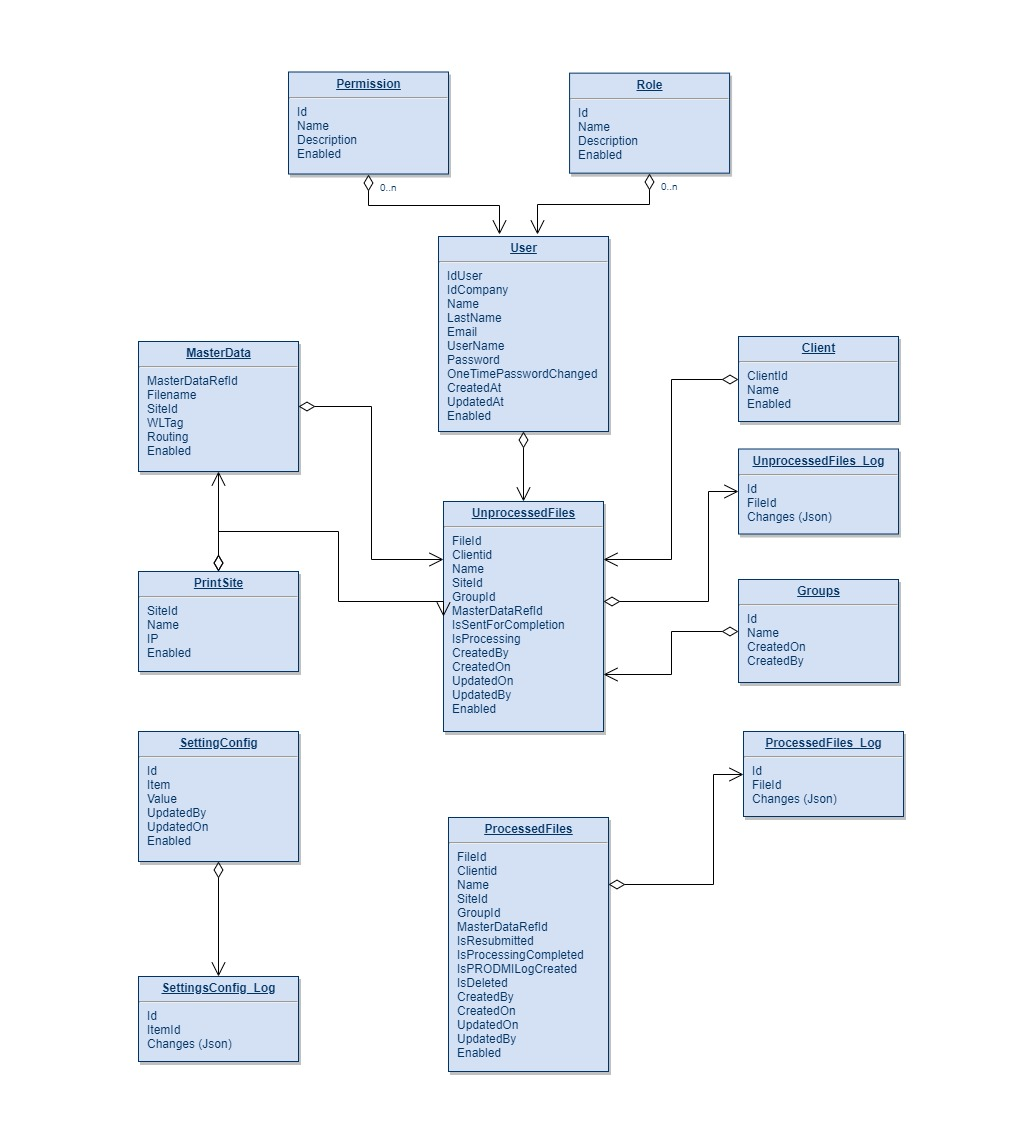 Permission
Id
Name
Description
Enabled
0..n
Role
Id
Name
Description
Enabled
0..n
User
IdUser
IdCompany
Name
LastName
Email
UserName
Password
OneTimePasswordChanged
CreatedAt
UpdatedAt
Enabled
MasterData
MasterDataRefId
Filename
SiteId
WLTag
Routing
Enabled
Client
ClientId
Name
Enabled
UnprocessedFiles_Log
Id
FileId
Changes (Json)
UnprocessedFiles
FileId
Clientid
Name
SiteId
GroupId
MasterDataRefId
IsSentForCompletion
IsProcessing
CreatedBy
CreatedOn
UpdatedOn
UpdatedBy
Enabled
PrintSite
SiteId
Name
IP
Enabled
Groups
Id
Name
CreatedOn
CreatedBy
SettingConfig
Id
Item
Value
UpdatedBy
UpdatedOn
Enabled
ProcessedFiles_Log
Id
FileId
Changes (Json)
ProcessedFiles
FileId
Clientid
Name
SiteId
GroupId
MasterDataRefId
IsResubmitted
IsProcessingCompleted
IsPRODMILogCreated
IsDeleted
CreatedBy
CreatedOn
UpdatedOn
UpdatedBy
Enabled
SettingsConfig_Log
Id
ItemId
Changes (Json)